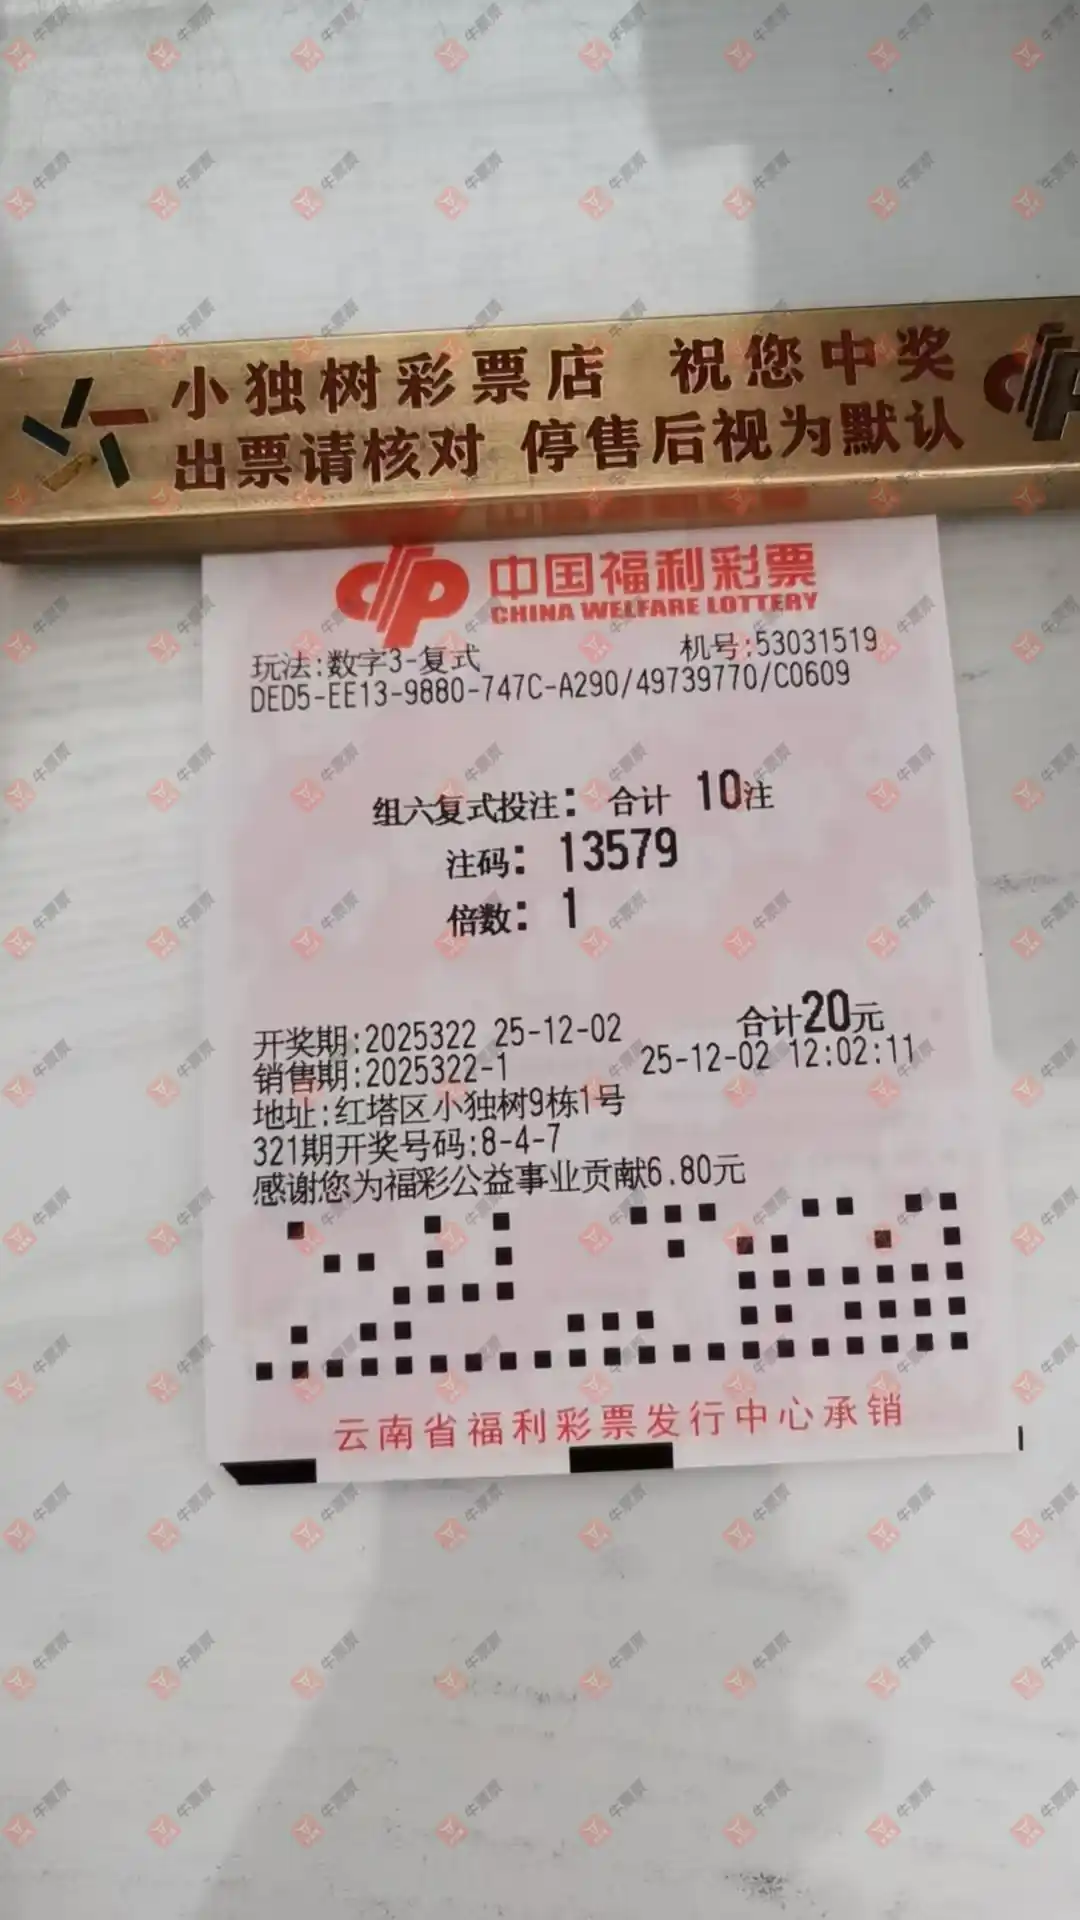 小独树彩票店 祝您中奖
出票请核对 停售后视为默认
中国福利彩票
CHINA WELFARE LOTTERY
玩法:数字3-复式 机号:53031519
DED5-EE13-9880-747C-A290/49739770/C0609
组六复式投注: 合计 10注
注码: 13579
倍数: 1
开奖期:2025322 25-12-02 合计20元
销售期:2025322-1 25-12-02 12:02:11
地址:红塔区小独树9栋1号
321期开奖号码:8-4-7
感谢您为福彩公益事业贡献6.80元
云南省福利彩票发行中心承销
牛票票